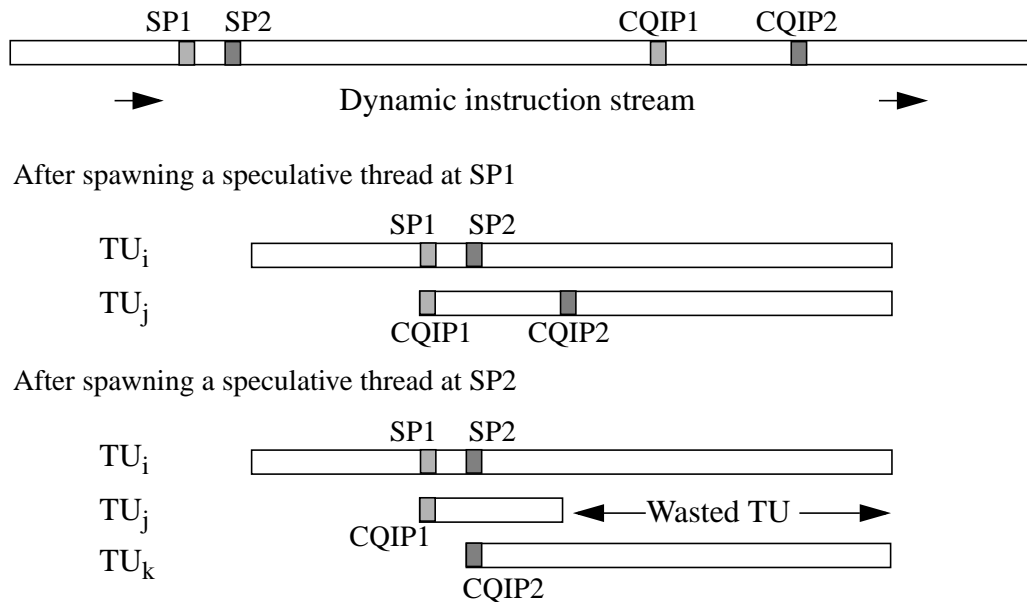 SP1 SP2 CQIP1 CQIP2
Dynamic instruction stream
After spawning a speculative thread at SP1
SP1 SP2
TUi
TUj
CQIP1 CQIP2
After spawning a speculative thread at SP2
SP1 SP2
TUi
TUj Wasted TU
CQIP1
TUk
CQIP2